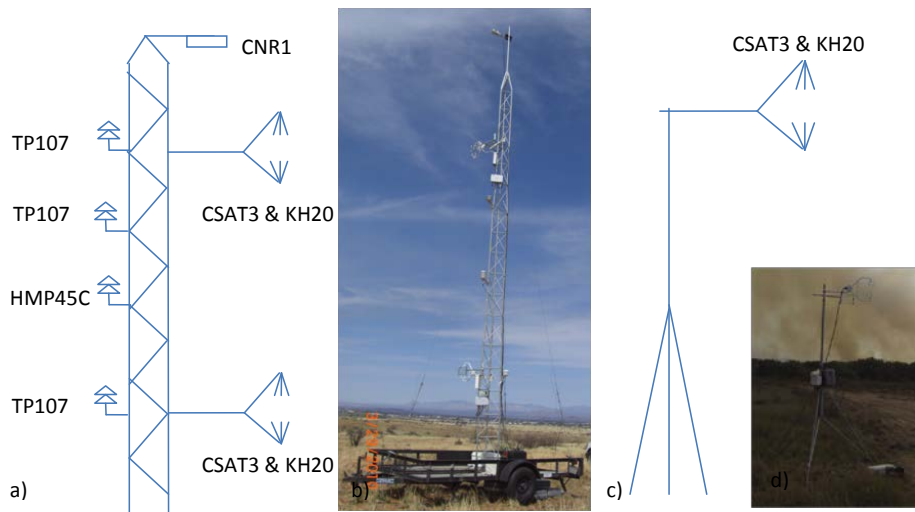 CNR1
TP107
TP107
HMP45C
TP107
CSAT3 & KH20
CSAT3 & KH20
a)
b)
CSAT3 & KH20
c)
d)